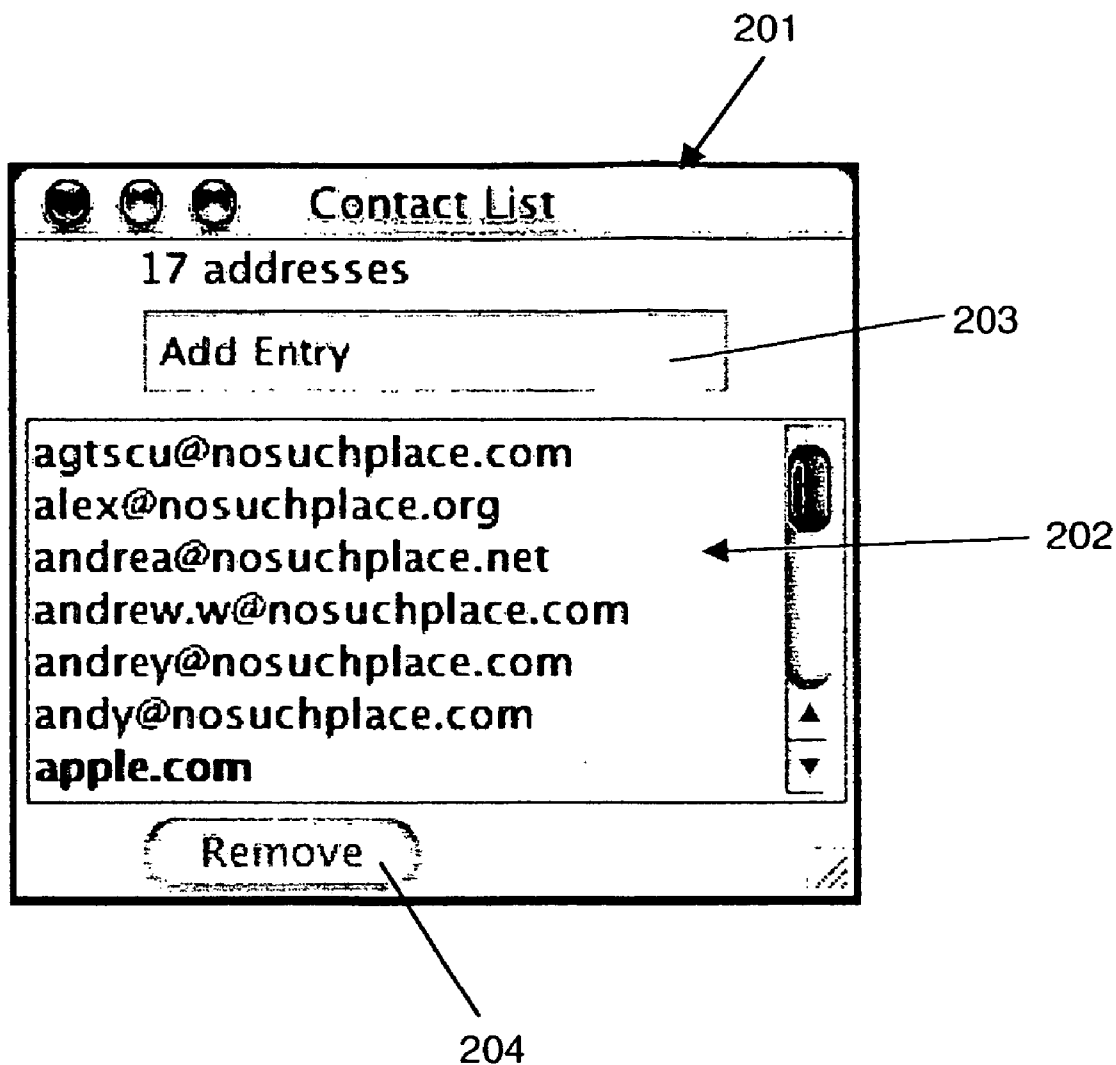 201
Contact List
17 addresses
Add Entry
203
agtscu@nosuchplace.com
alex@nosuchplace.org
andrea@nosuchplace.net
202
andrew.w@nosuchplace.com
andrey@nosuchplace.com
andy@nosuchplace.com
apple.com
Remove
204